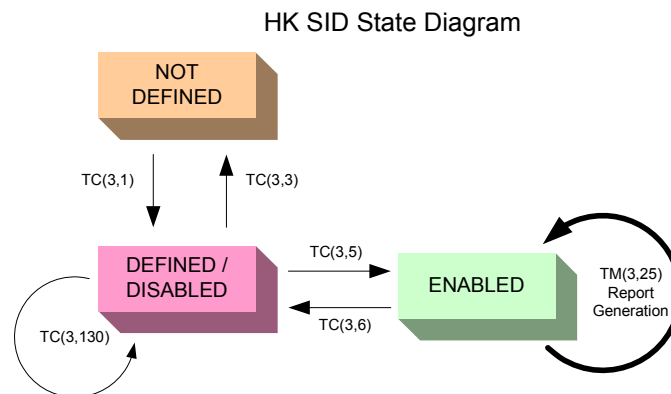 HK SID State Diagram
NOT
DEFINED
TC(3,1)
TC(3,3)
DEFINED /
DISABLED
TC(3,5)
ENABLED
TM(3,25)
Report
Generation
TC(3,6)
TC(3,130)